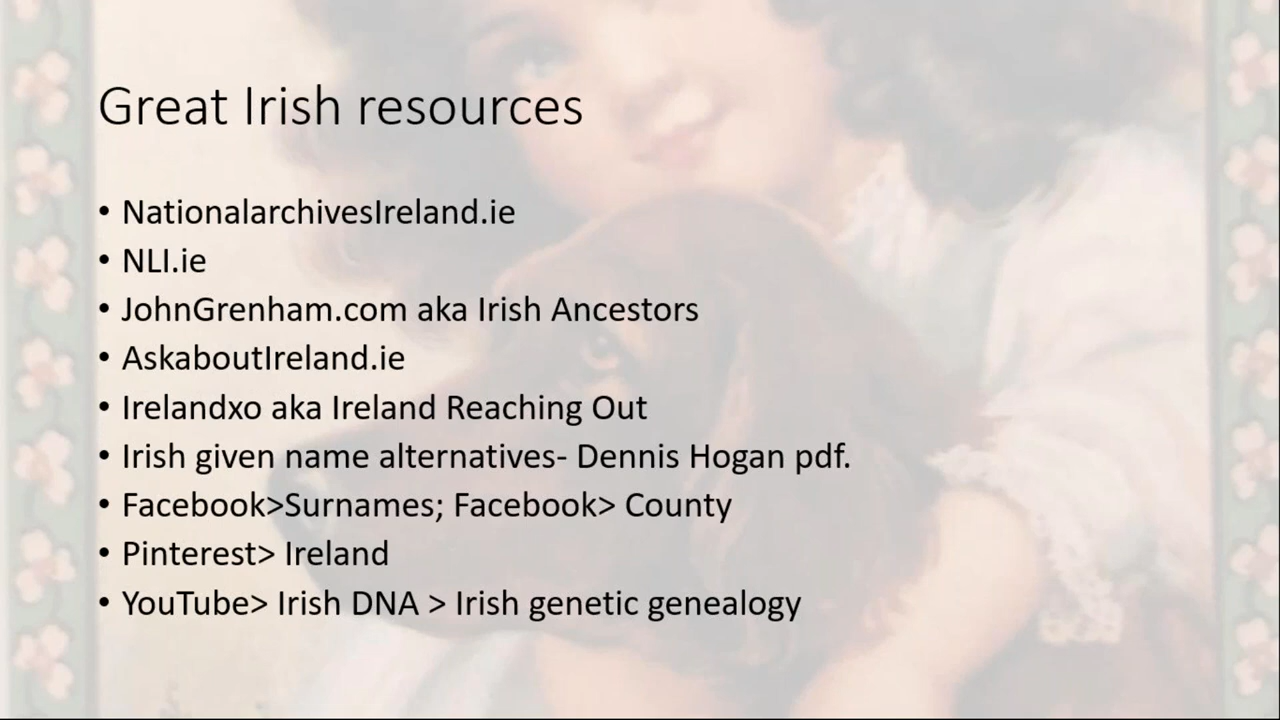 Great Irish resources
• NationalarchivesIreland.ie
• NLI.ie
• JohnGrenham.com aka Irish Ancestors
• AskaboutIreland.ie
• Irelandxo aka Ireland Reaching Out
• Irish given name alternatives- Dennis Hogan pdf.
• Facebook>Surnames; Facebook> County
• Pinterest> Ireland
• YouTube> Irish DNA > Irish genetic genealogy